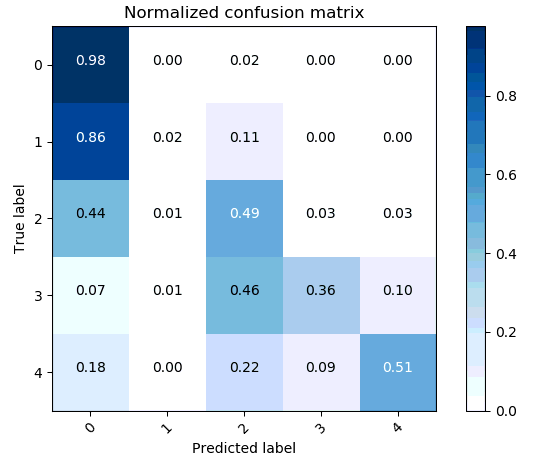 Normalized confusion matrix
True label
0 0.98 0.00 0.02 0.00 0.00
1 0.86 0.02 0.11 0.00 0.00
2 0.44 0.01 0.49 0.03 0.03
3 0.07 0.01 0.46 0.36 0.10
4 0.18 0.00 0.22 0.09 0.51
0 1 2 3 4
Predicted label
0.8
0.6
0.4
0.2
0.0